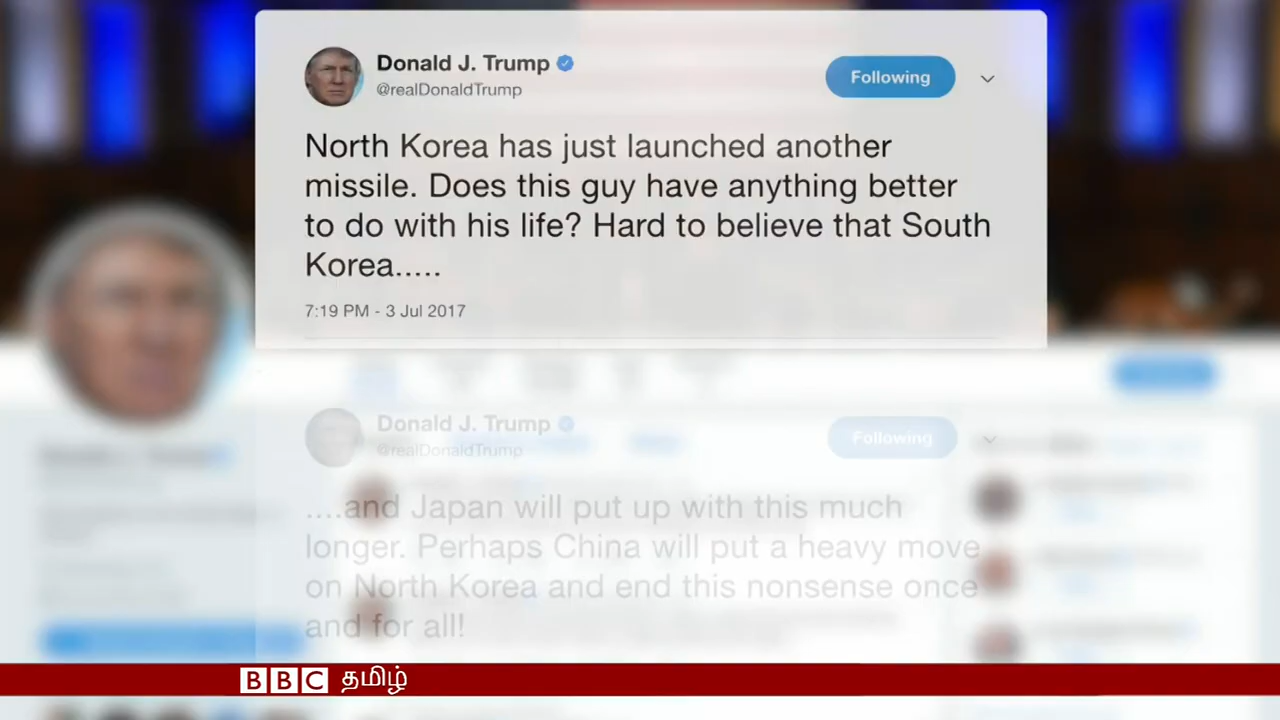 Donald J. Trump
@realDonaldTrump
Following
North Korea has just launched another
missile. Does this guy have anything better
to do with his life? Hard to believe that South
Korea.....
7:19 PM - 3 Jul 2017
Donald J. Trump
@realDonaldTrump
Following
....and Japan will put up with this much
longer. Perhaps China will put a heavy move
on North Korea and end this nonsense once
and for all!
BBC தமிழ்